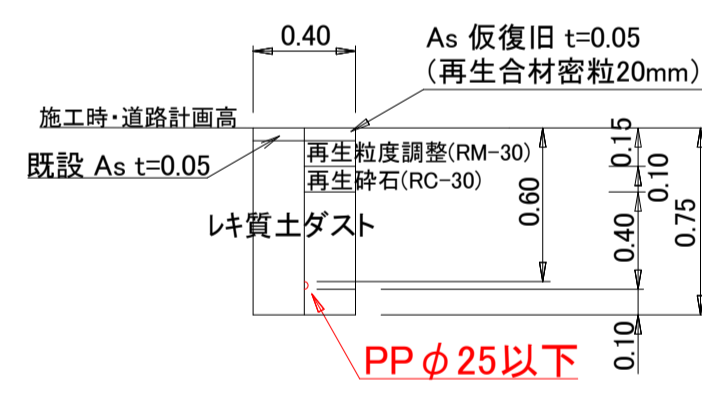 0.40
As 仮復旧 t=0.05
(再生合材密粒20mm)
施工時・道路計画高
既設 As t=0.05
再生粒度調整(RM-30)
再生砕石(RC-30)
レキ質土ダスト
0.60
0.15
0.10
0.40
0.75
0.10
PPφ25以下